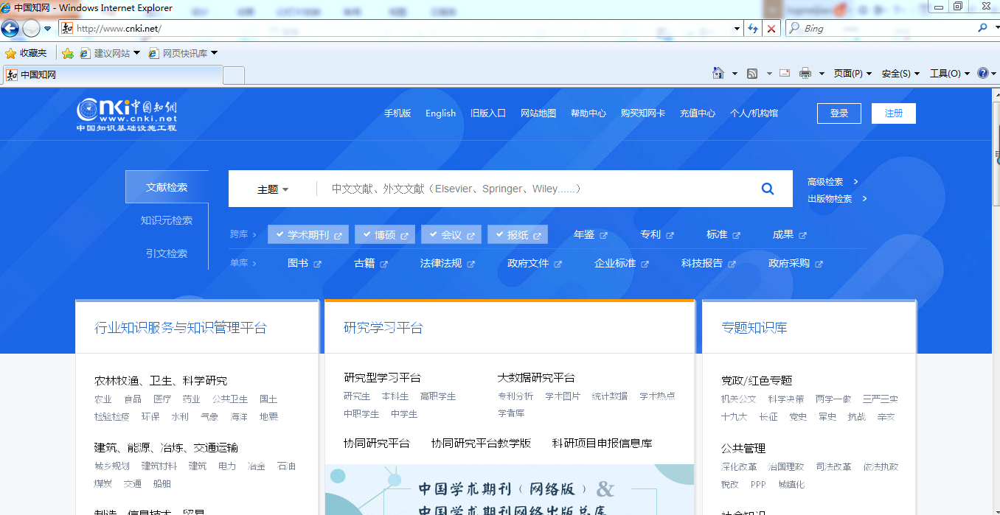 中国知网 - Windows Internet Explorer
http://www.cnki.net/ Bing
收藏夹 建议网站 网页快讯库
中国知网 页面(P) 安全(S) 工具(O)
Cnki 中国知网
www.cnki.net
中国知识基础设施工程
手机版 English 旧版入口 网站地图 帮助中心 购买知网卡 充值中心 个人/机构馆 登录 注册
文献检索 主题 中文文献、外文文献（Elsevier、Springer、Wiley......） 高级检索 >
出版物检索 >
知识元检索
引文检索
跨库 > 学术期刊 博硕 会议 报纸 年鉴 专利 标准 成果
单库 > 图书 古籍 法律法规 政府文件 企业标准 科技报告 政府采购
行业知识服务与知识管理平台
农林牧渔、卫生、科学研究
农业 食品 医疗 药业 公共卫生 国土
检验检疫 环保 水利 气象 海洋 地震
建筑、能源、冶炼、交通运输
城乡规划 建筑材料 建筑 电力 冶金 石油
煤炭 交通 船舶
制造、信息技术、贸易
研究学习平台
研究型学习平台
研究生 本科生 高职学生
中职学生 中学生
大数据研究平台
专利分析 学术图片 统计数据 学术热点
学者库
协同研究平台 协同研究平台教学版 科研项目申报信息库
中国学术期刊（网络版）&
中国学术期刊网络出版总库
专题知识库
党政/红色专题
机关公文 科学决策 两学一做 三严三实
十九大 长征 党史 军史 抗战 辛亥
公共管理
深化改革 治国理政 司法改革 依法执政
税改 PPP 城镇化
社会知识